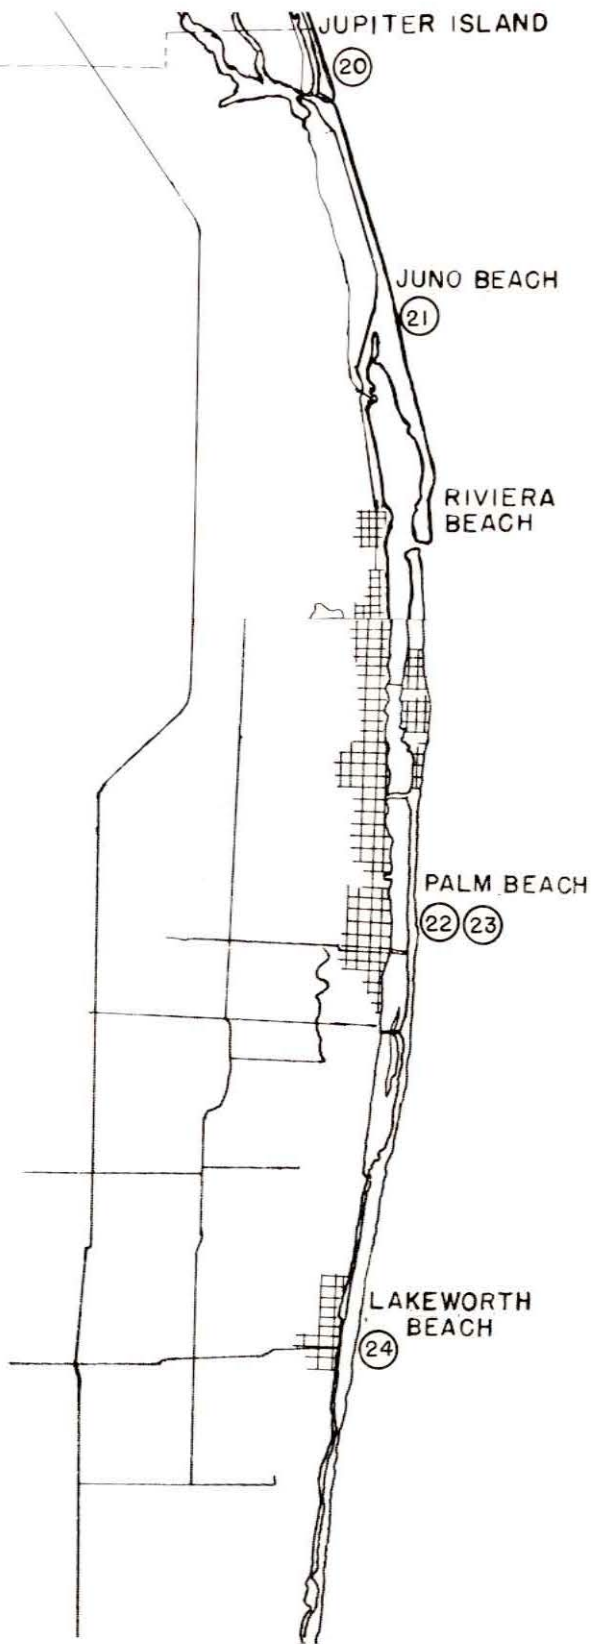 JUPITER ISLAND
20
JUNO BEACH
21
RIVIERA
BEACH
PALM BEACH
22 23
LAKEWORTH
BEACH
24